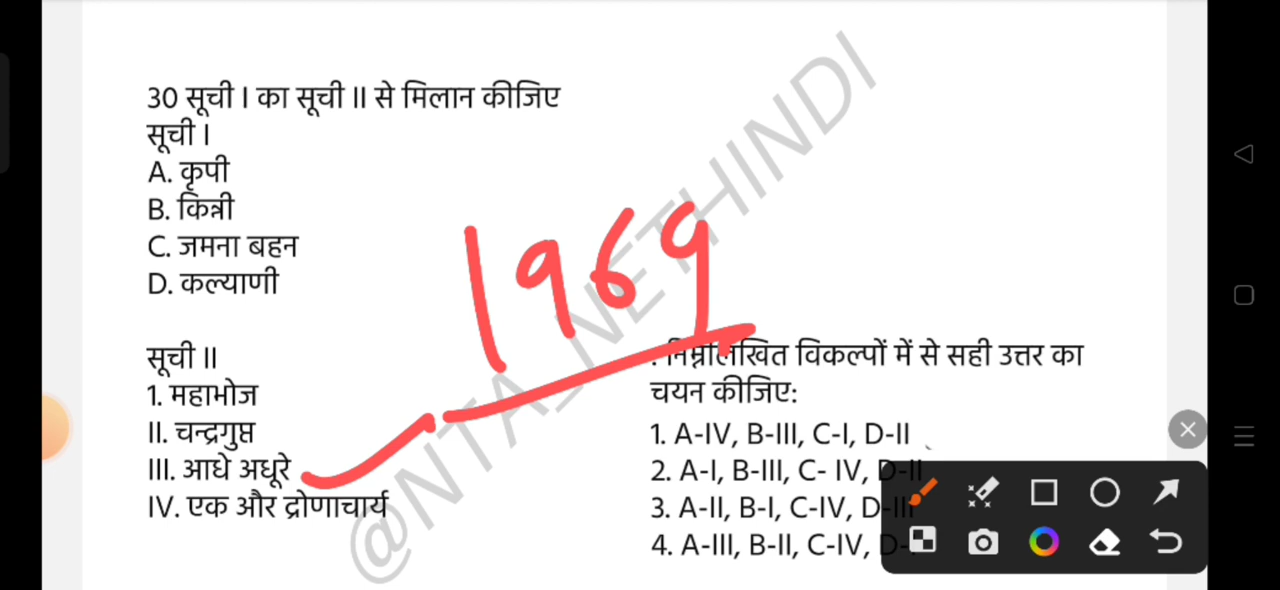 30 सूची I का सूची II से मिलान कीजिए
सूची I
A. कृपी
B. किन्नी
C. जमना बहन
D. कल्याणी
1969
सूची II
1. महाभोज
II. चन्द्रगुप्त
III. आधे अधूरे
IV. एक और द्रोणाचार्य
. निम्नलिखित विकल्पों में से सही उत्तर का
चयन कीजिए:
1. A-IV, B-III, C-I, D-II
2. A-I, B-III, C- IV, D-II
3. A-II, B-I, C-IV, D-III
4. A-III, B-II, C-IV,
@NTA_NETHINDI